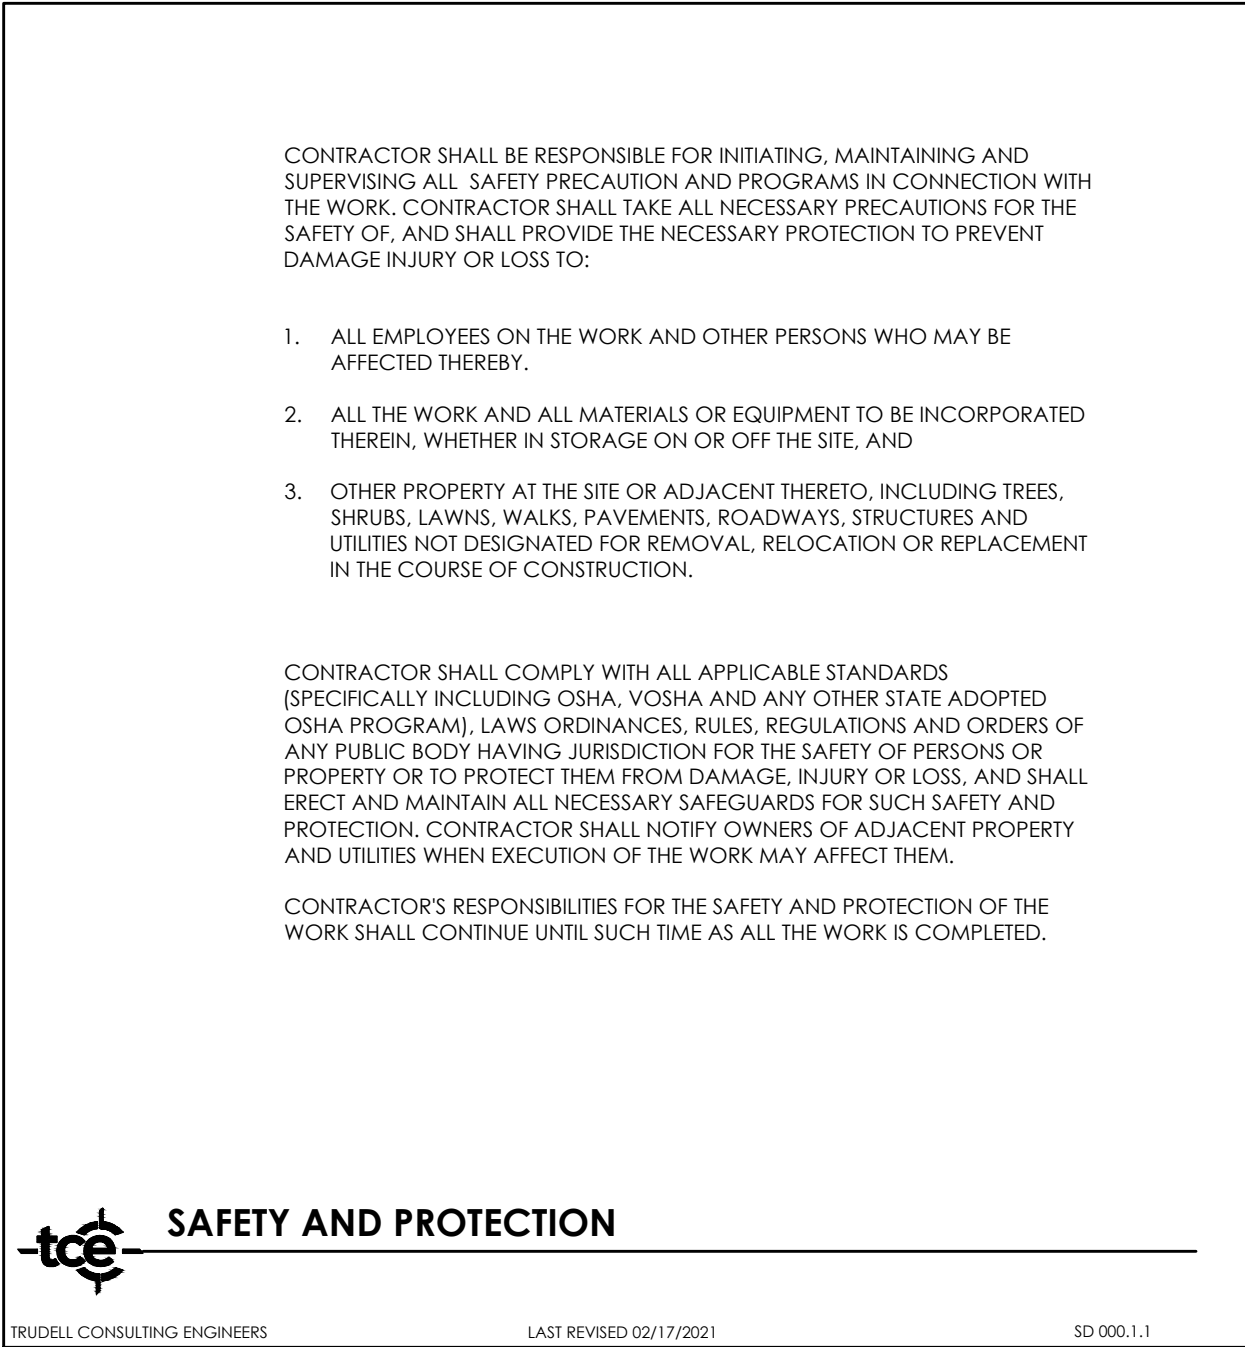 CONTRACTOR SHALL BE RESPONSIBLE FOR INITIATING, MAINTAINING AND
SUPERVISING ALL  SAFETY PRECAUTION AND PROGRAMS IN CONNECTION WITH
THE WORK. CONTRACTOR SHALL TAKE ALL NECESSARY PRECAUTIONS FOR THE
SAFETY OF, AND SHALL PROVIDE THE NECESSARY PROTECTION TO PREVENT
DAMAGE INJURY OR LOSS TO:
1. ALL EMPLOYEES ON THE WORK AND OTHER PERSONS WHO MAY BE
AFFECTED THEREBY.
2. ALL THE WORK AND ALL MATERIALS OR EQUIPMENT TO BE INCORPORATED
THEREIN, WHETHER IN STORAGE ON OR OFF THE SITE, AND
3. OTHER PROPERTY AT THE SITE OR ADJACENT THERETO, INCLUDING TREES,
SHRUBS, LAWNS, WALKS, PAVEMENTS, ROADWAYS, STRUCTURES AND
UTILITIES NOT DESIGNATED FOR REMOVAL, RELOCATION OR REPLACEMENT
IN THE COURSE OF CONSTRUCTION.
CONTRACTOR SHALL COMPLY WITH ALL APPLICABLE STANDARDS
(SPECIFICALLY INCLUDING OSHA, VOSHA AND ANY OTHER STATE ADOPTED
OSHA PROGRAM), LAWS ORDINANCES, RULES, REGULATIONS AND ORDERS OF
ANY PUBLIC BODY HAVING JURISDICTION FOR THE SAFETY OF PERSONS OR
PROPERTY OR TO PROTECT THEM FROM DAMAGE, INJURY OR LOSS, AND SHALL
ERECT AND MAINTAIN ALL NECESSARY SAFEGUARDS FOR SUCH SAFETY AND
PROTECTION. CONTRACTOR SHALL NOTIFY OWNERS OF ADJACENT PROPERTY
AND UTILITIES WHEN EXECUTION OF THE WORK MAY AFFECT THEM.
CONTRACTOR'S RESPONSIBILITIES FOR THE SAFETY AND PROTECTION OF THE
WORK SHALL CONTINUE UNTIL SUCH TIME AS ALL THE WORK IS COMPLETED.
SAFETY AND PROTECTION
tce
TRUDELL CONSULTING ENGINEERS
LAST REVISED 02/17/2021
SD 000.1.1